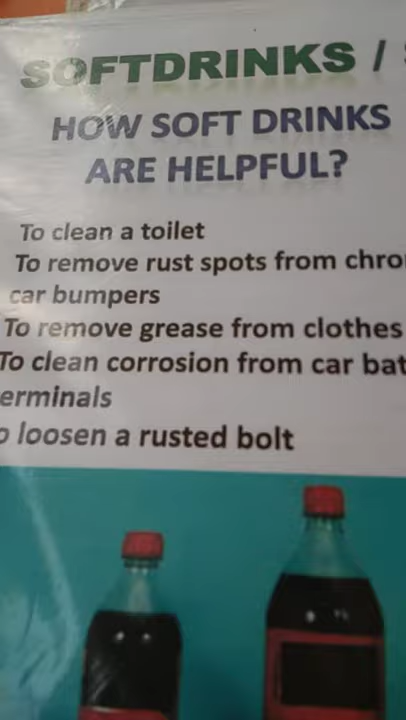 SOFTDRINKS /
HOW SOFT DRINKS
ARE HELPFUL?
To clean a toilet
To remove rust spots from chro
car bumpers
To remove grease from clothes
To clean corrosion from car bat
erminals
o loosen a rusted bolt